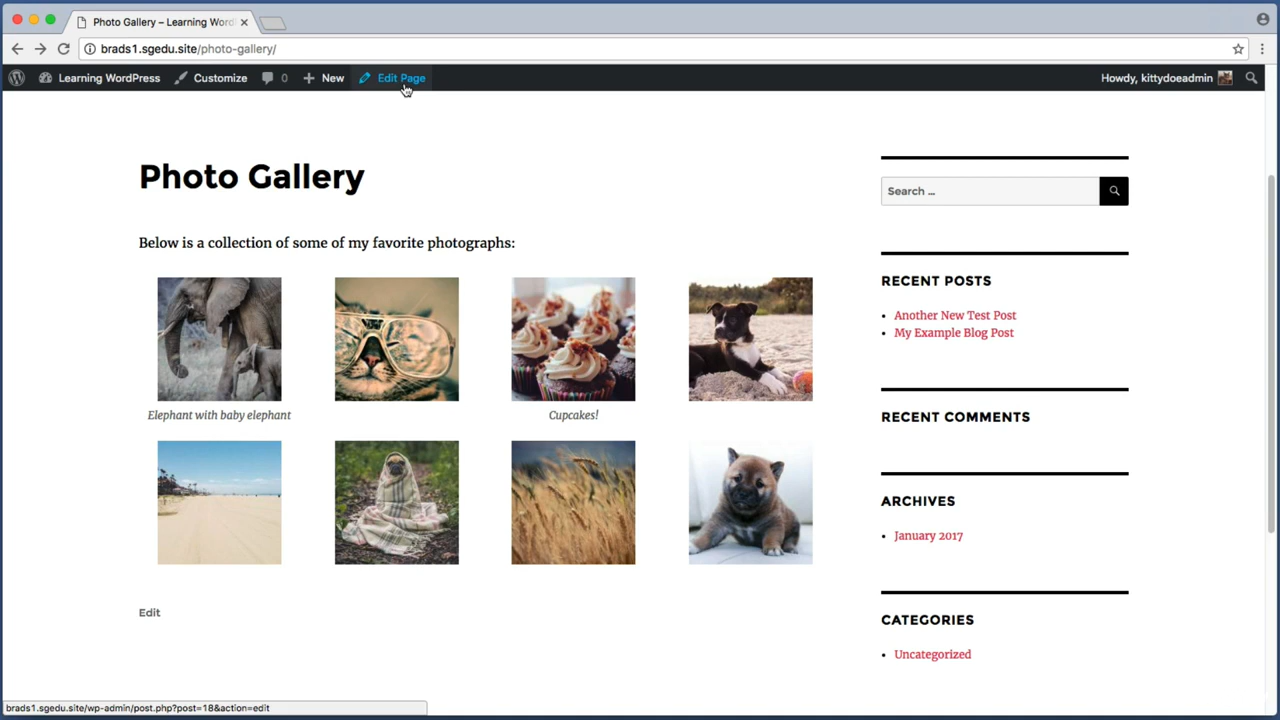 Photo Gallery – Learning Word
brads1.sgedu.site/photo-gallery/
Learning WordPress
Customize
0
New
Edit Page
Howdy, kittydoeadmin
Photo Gallery
Below is a collection of some of my favorite photographs:
Elephant with baby elephant
Cupcakes!
Edit
Search ...
RECENT POSTS
Another New Test Post
My Example Blog Post
RECENT COMMENTS
ARCHIVES
January 2017
CATEGORIES
Uncategorized
brads1.sgedu.site/wp-admin/post.php?post=18&action=edit